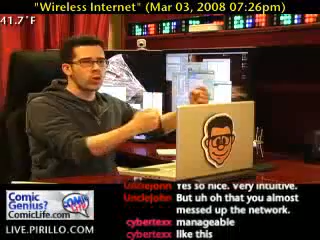 "Wireless Internet" (Mar 03, 2008 07:26pm)
41.7°F
UncleJohn Yes so nice. Very intuitive.
UncleJohn But uh oh that you almost
messed up the network.
cybertexx manageable
cybertexx like this
Comic
Genius?
ComicLife.com
COMIC
LIFE
LIVE.PIRILLO.COM